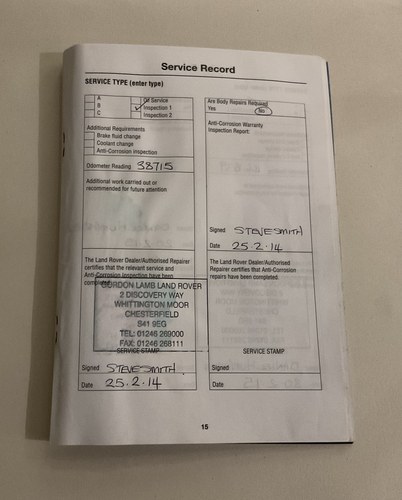 Service Record
SERVICE TYPE (enter type)
A
B
C
Oil Service
Inspection 1
Inspection 2
Additional Requirements
Brake fluid change
Coolant change
Anti-Corrosion inspection
Odometer Reading 38715
Additional work carried out or
recommended for future attention
Are Body Repairs Required
Yes No
Anti-Corrosion Warranty
Inspection Report:
Signed STEVE SMITH
Date 25.2.14
The Land Rover Dealer/Authorised Repairer
certifies that the relevant service and
Anti-Corrosion Inspection have been
completed.
GORDON LAMB LAND ROVER
2 DISCOVERY WAY
WHITTINGTON MOOR
CHESTERFIELD
S41 9EG
TEL: 01246 269000
FAX: 01246 268111
SERVICE STAMP
Signed STEVE SMITH.
Date 25.2.14
The Land Rover Dealer/Authorised
Repairer certifies that Anti-Corrosion
repairs have been completed.
SERVICE STAMP
Signed
Date
15